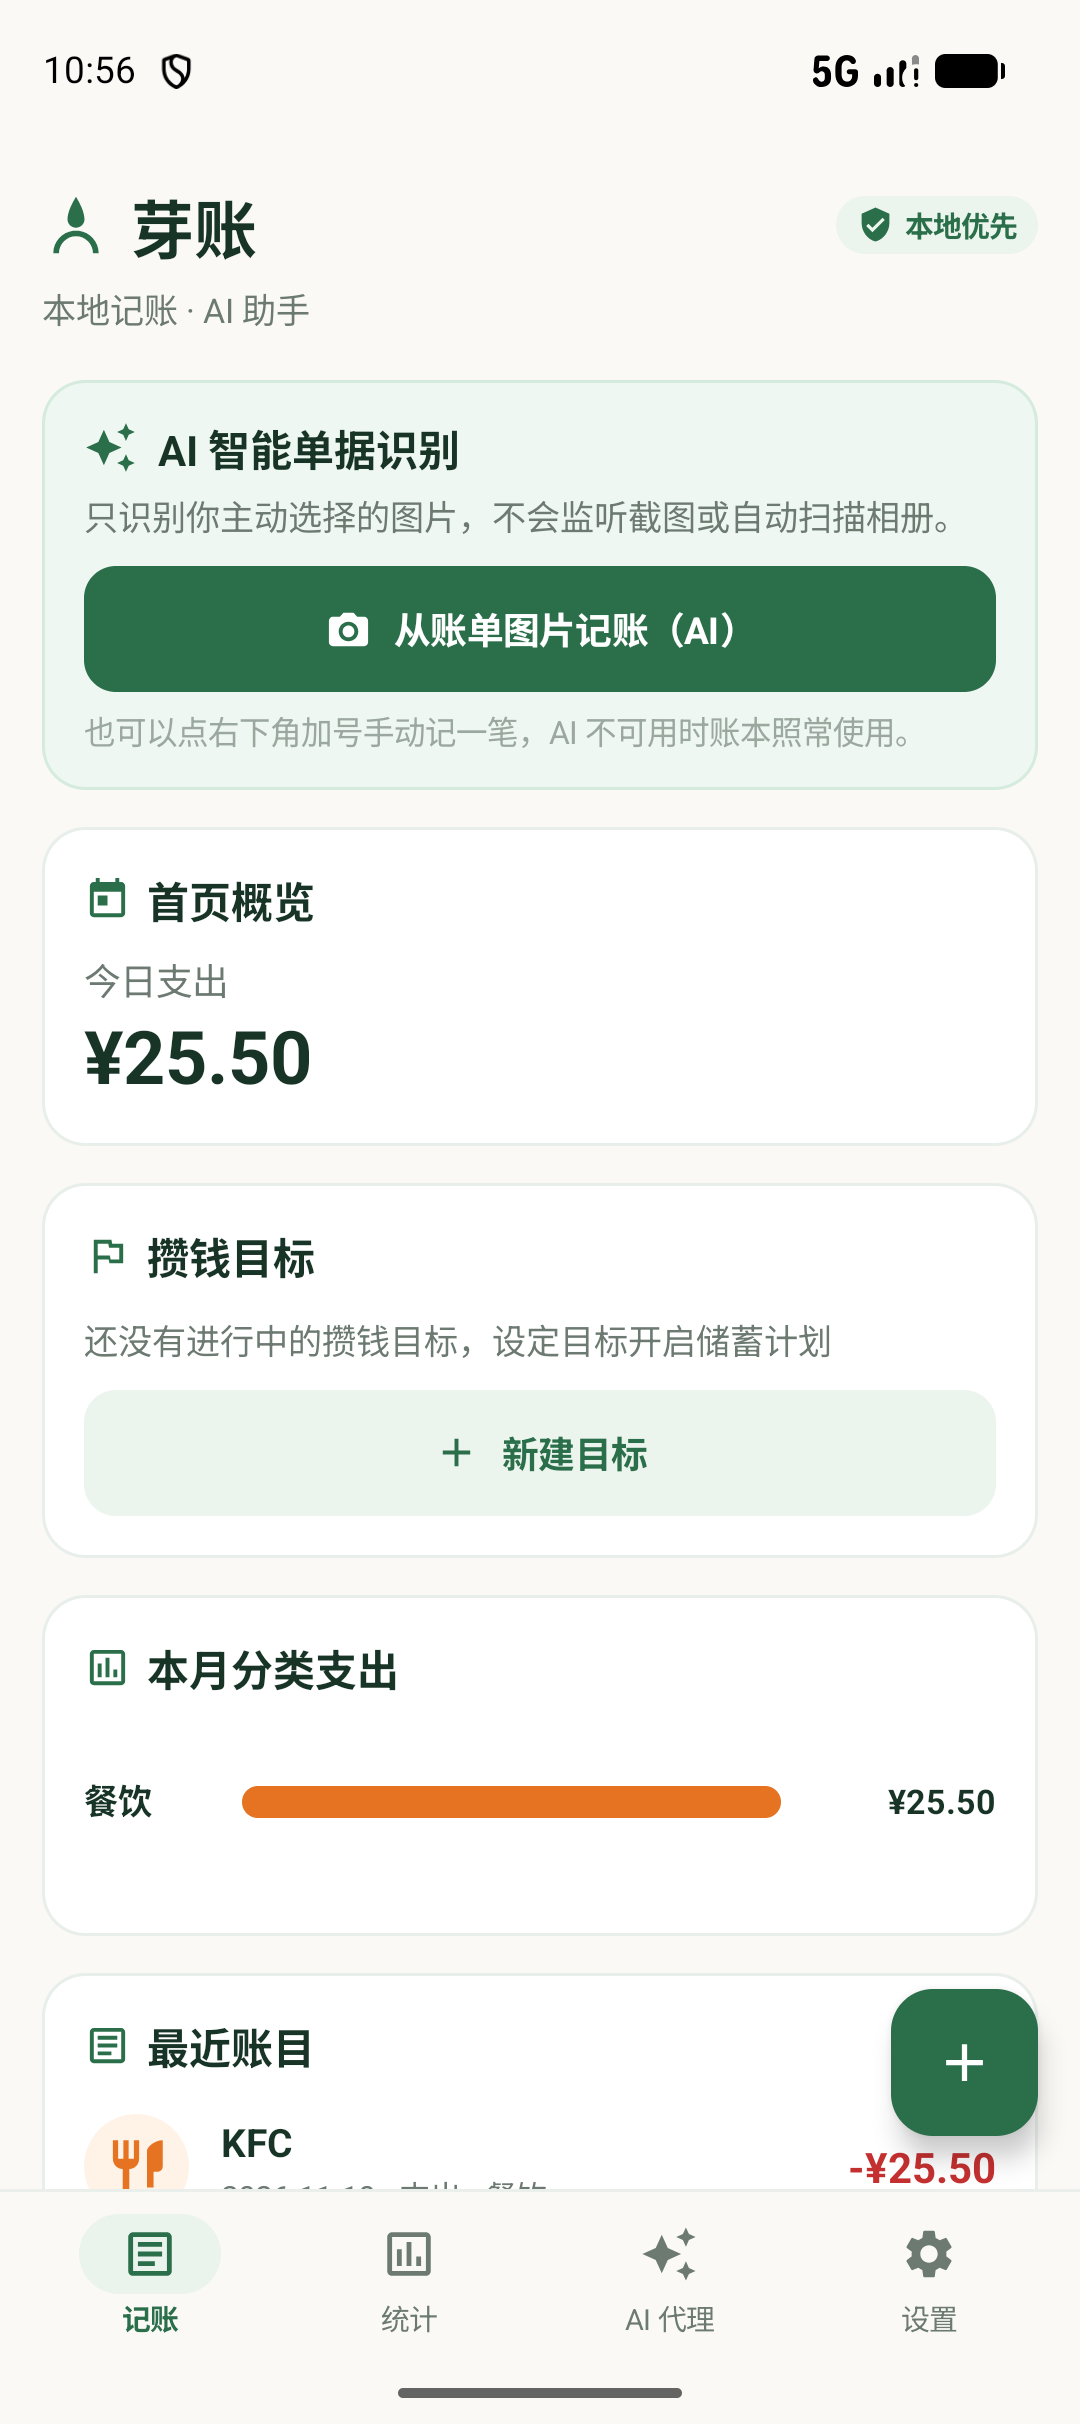 10:56
5G
芽账
本地优先
本地记账 · AI 助手
AI 智能单据识别
只识别你主动选择的图片，不会监听截图或自动扫描相册。
从账单图片记账（AI）
也可以点右下角加号手动记一笔，AI 不可用时账本照常使用。
首页概览
今日支出
¥25.50
攒钱目标
还没有进行中的攒钱目标，设定目标开启储蓄计划
新建目标
本月分类支出
餐饮
¥25.50
最近账目
KFC
-¥25.50
记账
统计
AI 代理
设置